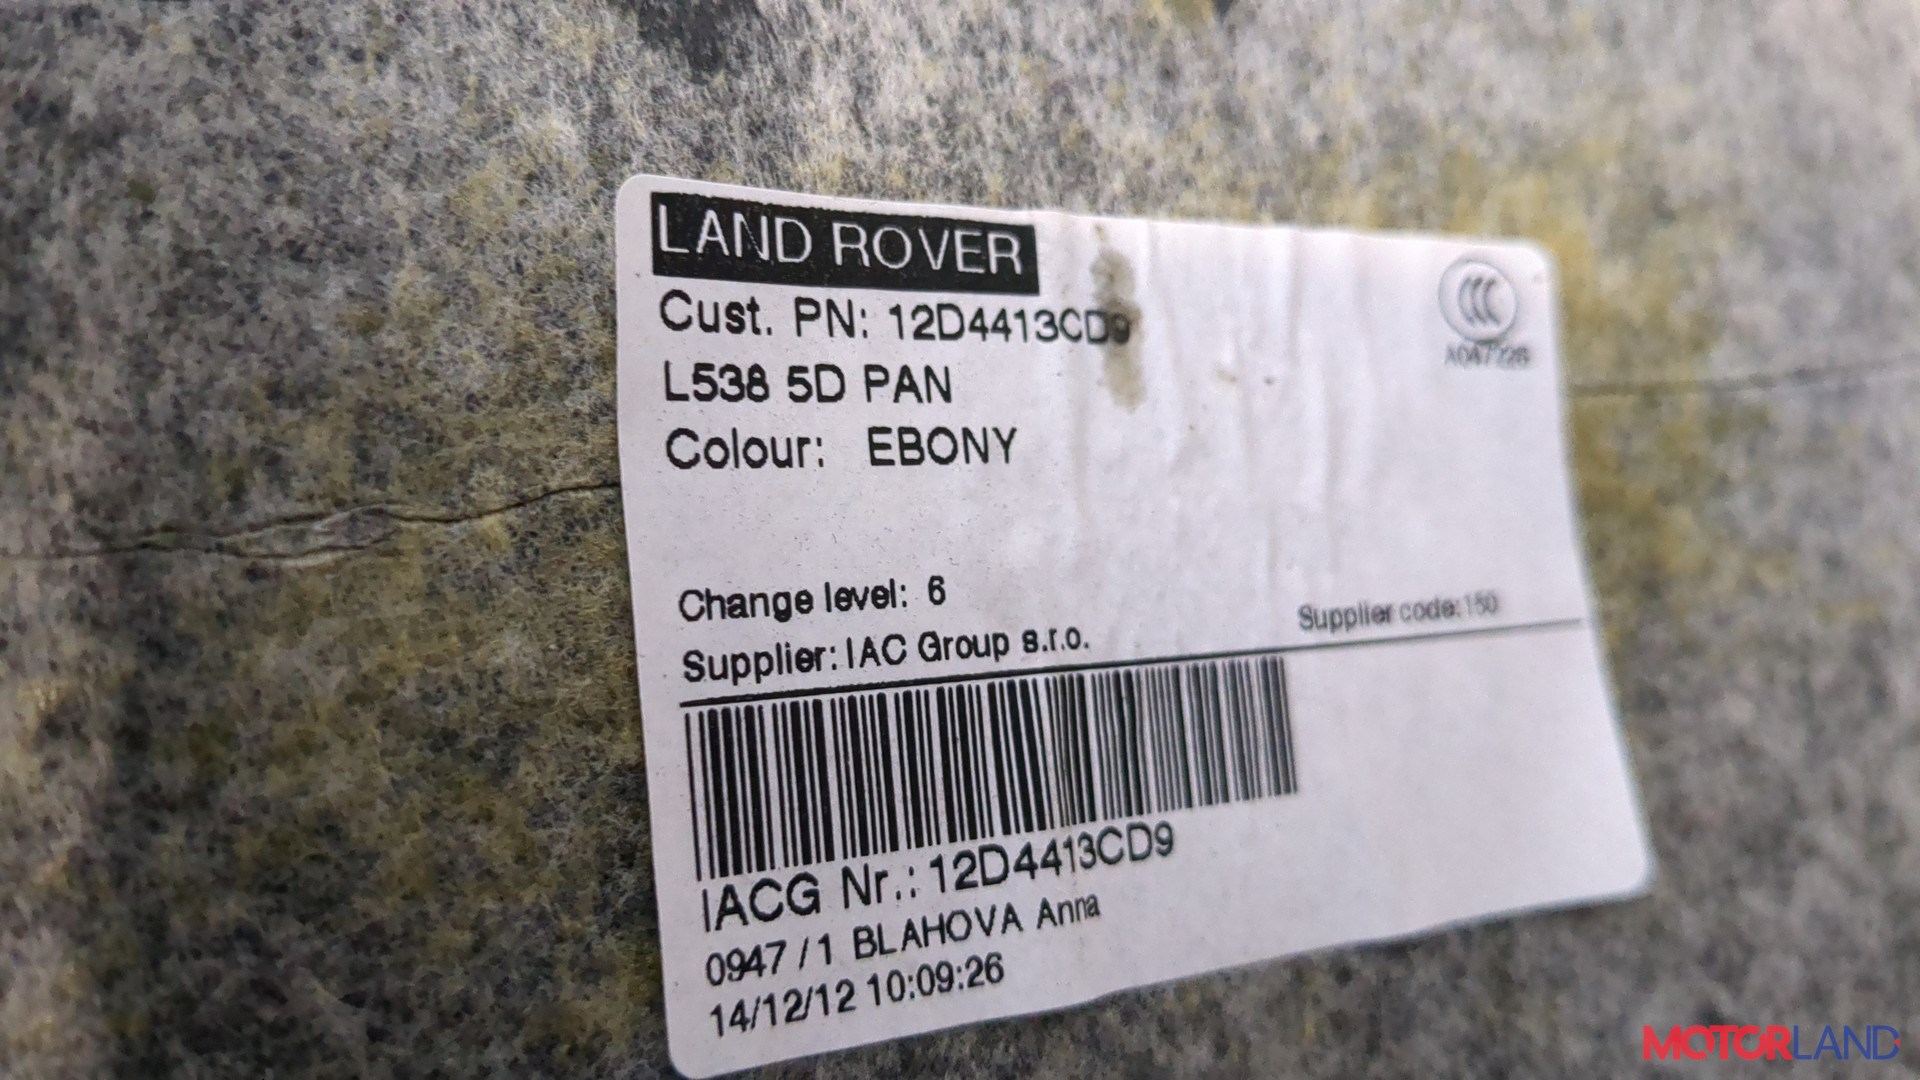 LAND ROVER
Cust. PN: 12D4413CD9
L538 5D PAN
Colour: EBONY
Change level: 6
Supplier: IAC Group s.r.o.
Supplier code: 150
IACG Nr.: 12D4413CD9
0947 / 1 BLAHOVA Anna
14/12/12 10:09:26
MOTORLAND